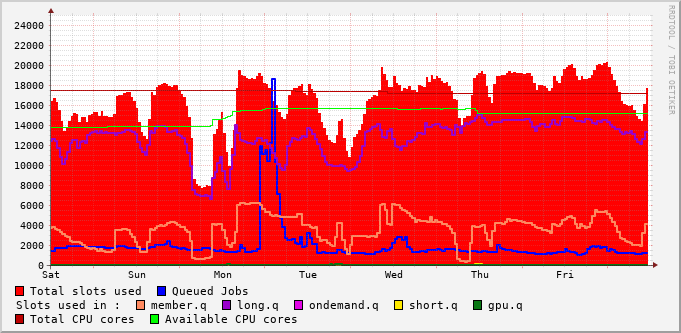 24000
22000
20000
18000
16000
14000
12000
10000
8000
6000
4000
2000
0
Sat Sun Mon Tue Wed Thu Fri
RRDTOOL / TOBI OETIKER
Total slots used Queued Jobs
Slots used in : member.q long.q ondemand.q short.q gpu.q
Total CPU cores Available CPU cores